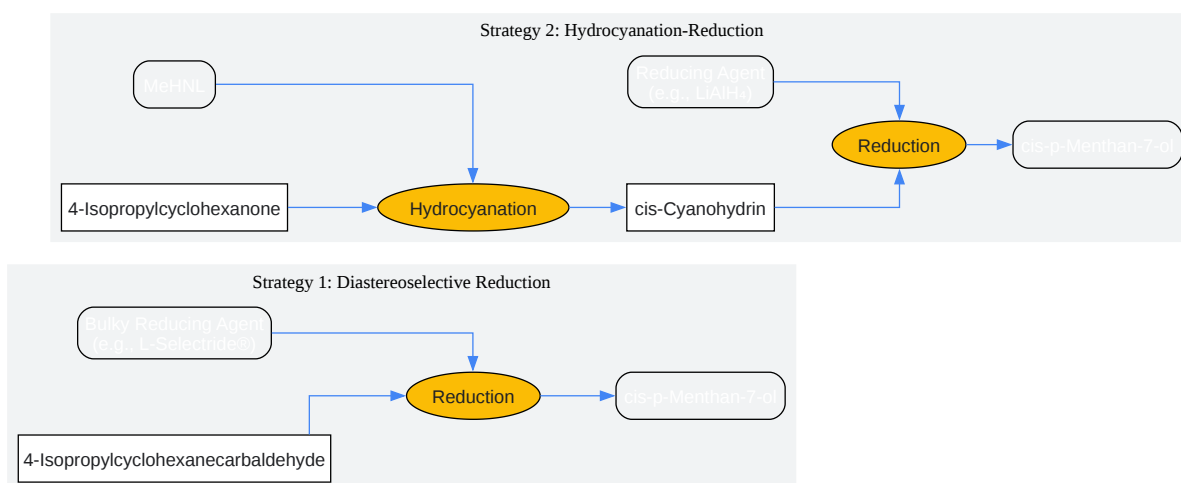 Strategy 2: Hydrocyanation-Reduction
MeHNL
Reducing Agent
(e.g., LiAlH₄)
Reduction
cis-p-Menthan-7-ol
4-Isopropylcyclohexanone
Hydrocyanation
cis-Cyanohydrin
Strategy 1: Diastereoselective Reduction
Bulky Reducing Agent
(e.g., L-Selectride®)
Reduction
cis-p-Menthan-7-ol
4-Isopropylcyclohexanecarbaldehyde